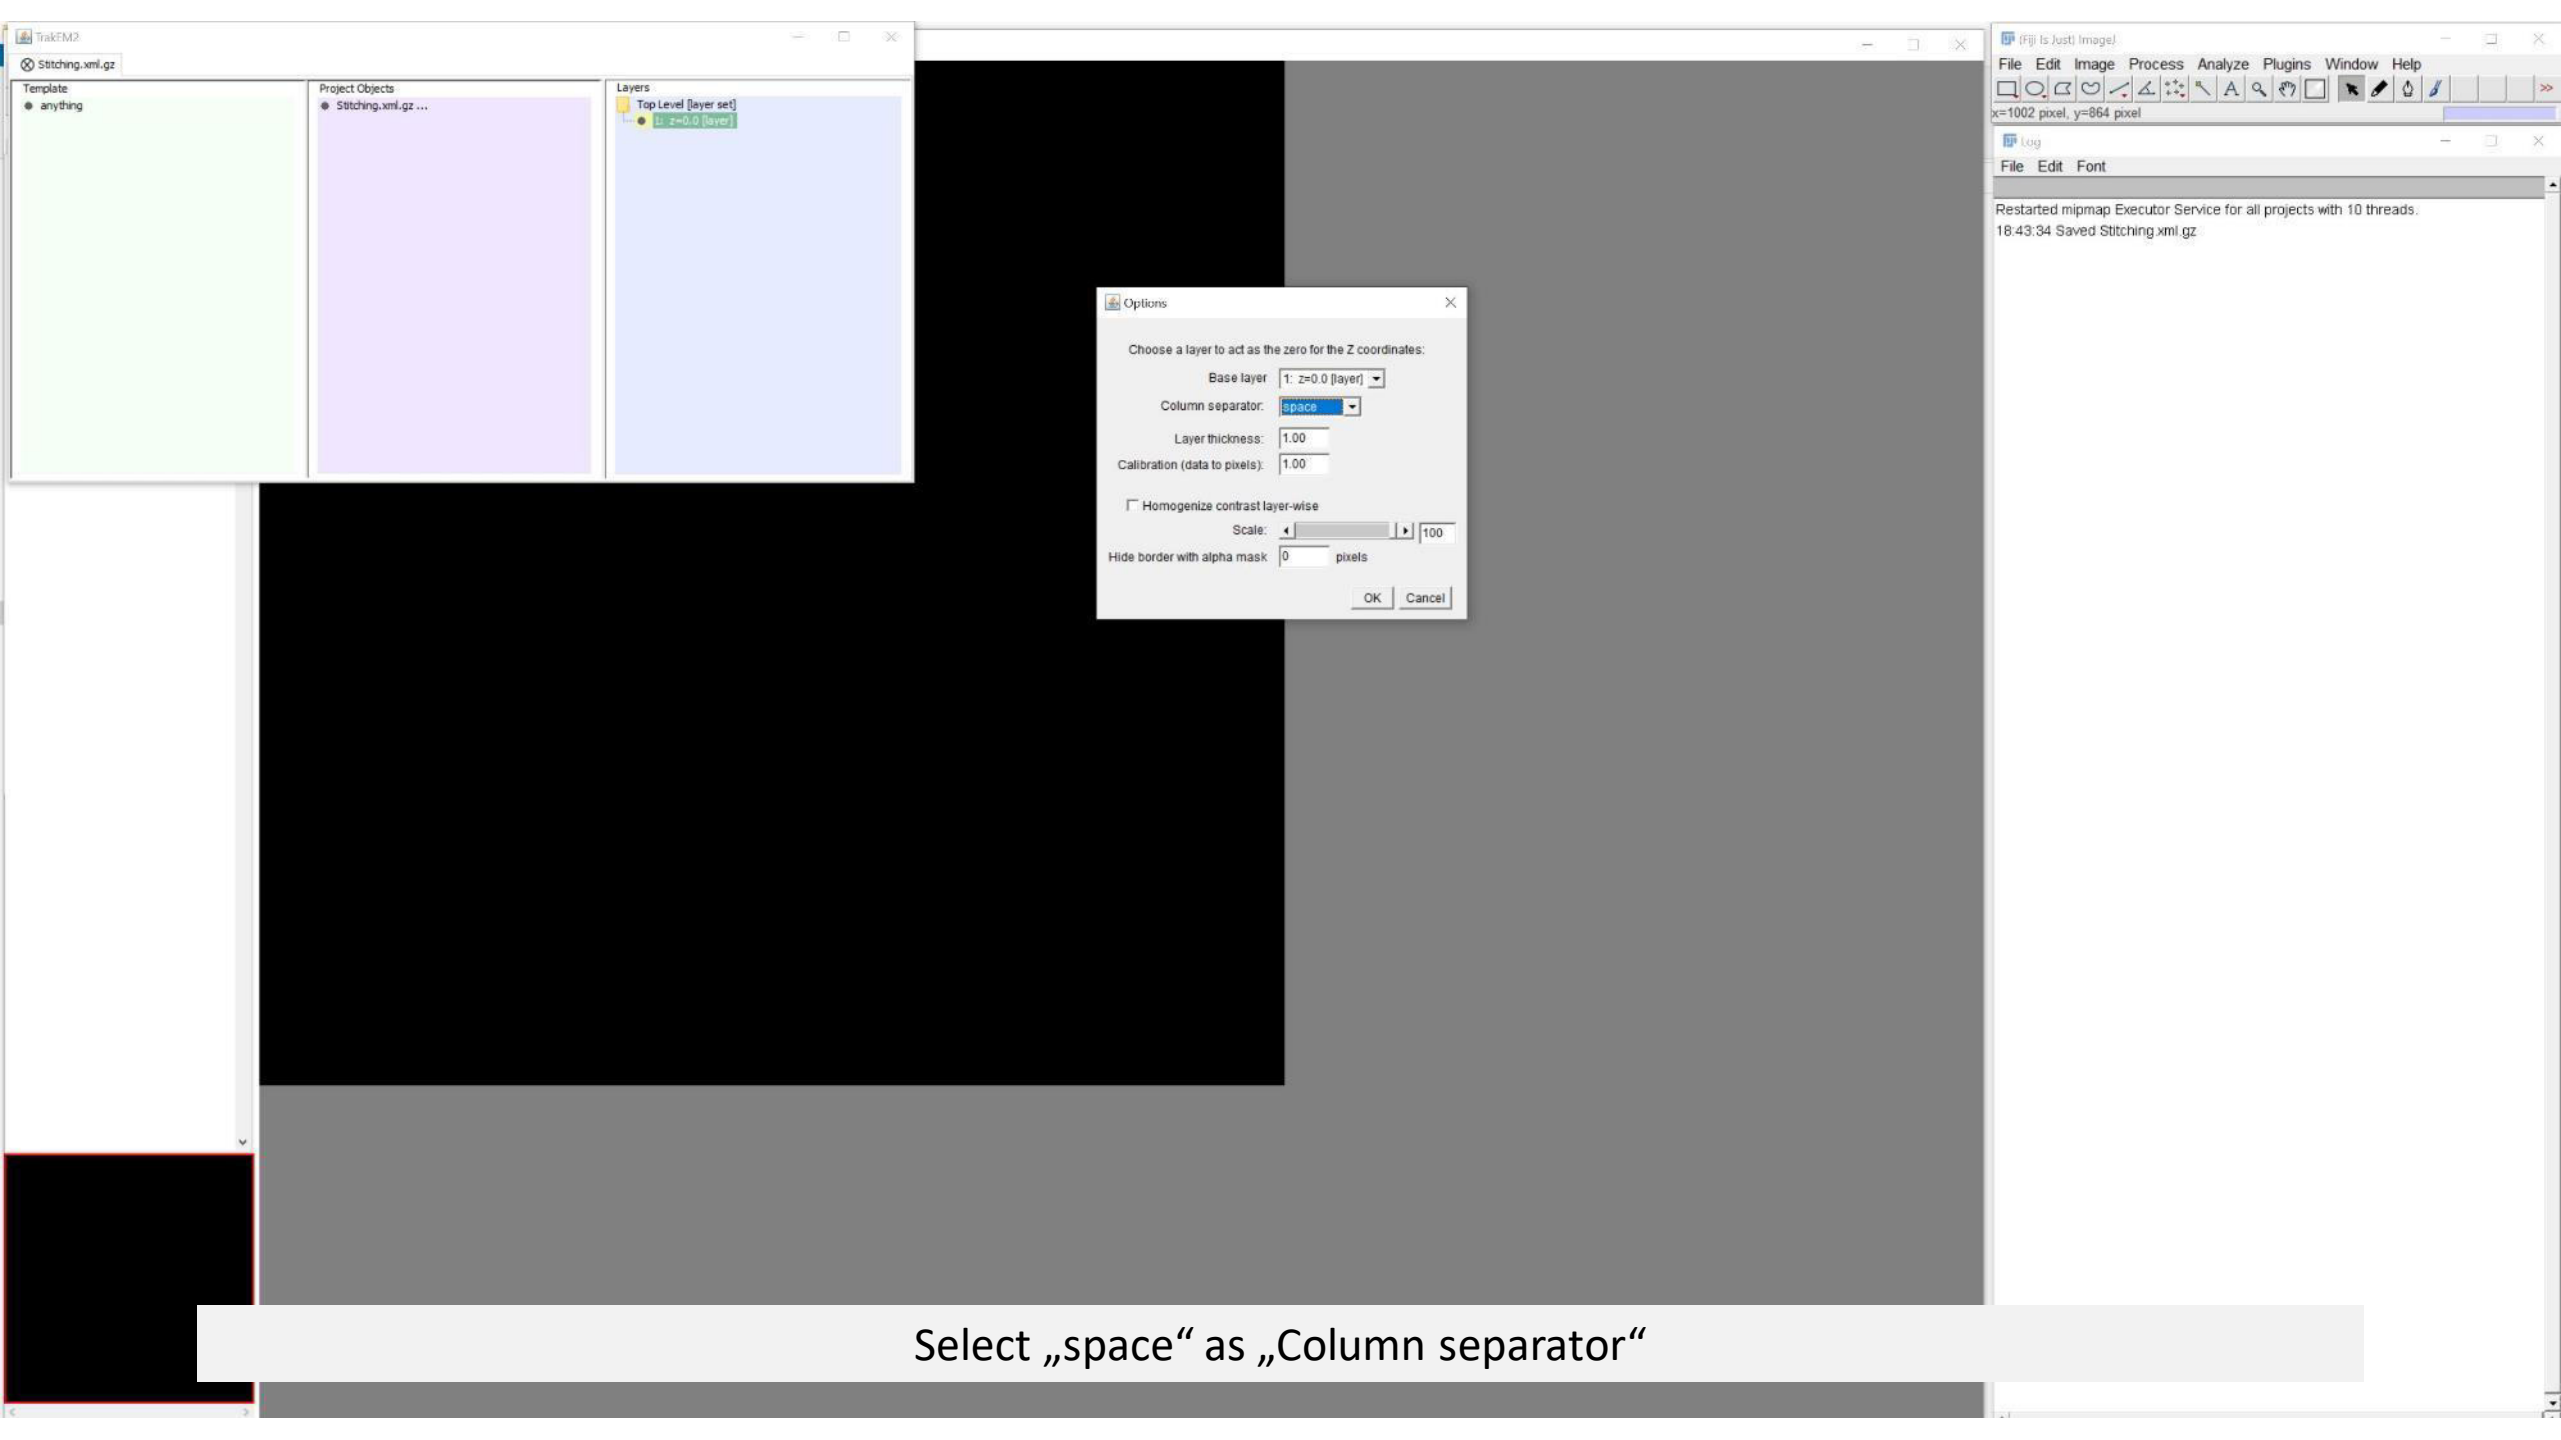 TrakEM2
Stitching.xml.gz
Template
anything
Project Objects
Stitching.xml.gz ...
Layers
Top Level [layer set]
1: z=0.0 [layer]
(Fiji Is Just) ImageJ
File Edit Image Process Analyze Plugins Window Help
A
>>
x=1002 pixel, y=864 pixel
Log
File Edit Font
Restarted mipmap Executor Service for all projects with 10 threads.
18:43:34 Saved Stitching.xml.gz
Options
Choose a layer to act as the zero for the Z coordinates:
Base layer 1: z=0.0 [layer]
Column separator: space
Layer thickness: 1.00
Calibration (data to pixels): 1.00
Homogenize contrast layer-wise
Scale: 100
Hide border with alpha mask 0 pixels
OK Cancel
Select „space“ as „Column separator“